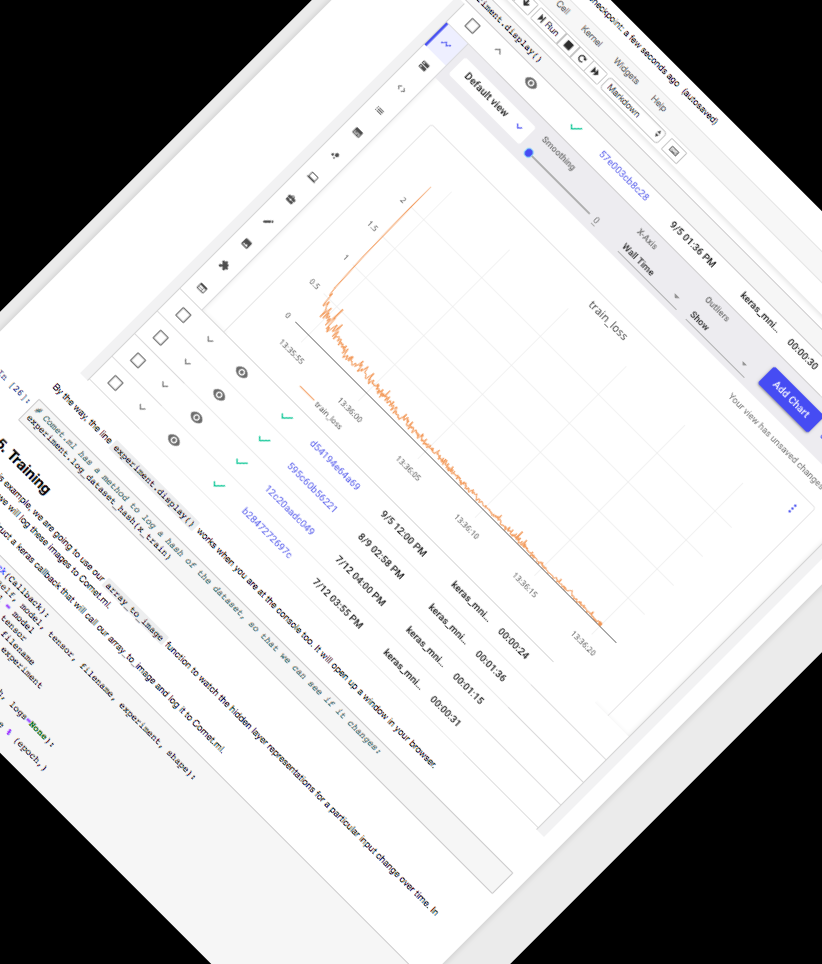 checkpoint: a few seconds ago (autosaved)
Cell Kernel Widgets Help
Run Markdown
iment.display()
57e003cb8c28 9/5 01:36 PM keras_mni.. 00:00:30
Default view Smoothing 0 X-Axis Wall Time Outliers Show Add Chart
Your view has unsaved changes
train_loss
2
1.5
1
0.5
0
13:35:55 13:36:00 13:36:05 13:36:10 13:36:15 13:36:20
train_loss
d54194e64a69 9/5 12:00 PM keras_mni.. 00:00:24
595c60b56221 8/9 02:58 PM keras_mni.. 00:01:36
12c20aadc049 7/12 04:00 PM keras_mni.. 00:01:15
b2847272697c 7/12 03:55 PM keras_mni.. 00:00:31
By the way, the line experiment.display() works when you are at the console too. It will open up a window in your browser.
In [26]:
# Comet.ml has a method to log a hash of the dataset, so that we can see if it changes:
experiment.log_dataset_hash(x_train)
5. Training
s example, we are going to use our array_to_image function to watch the hidden layer representations for a particular input change over time. In
we will log these images to Comet.ml.
ruct a keras callback that will call our array_to_image and log it to Comet.ml.
ck(Callback):
self, model, tensor, filename, experiment, shape):
= model
tensor
filename
experiment
h, logs=None):
% (epoch,)